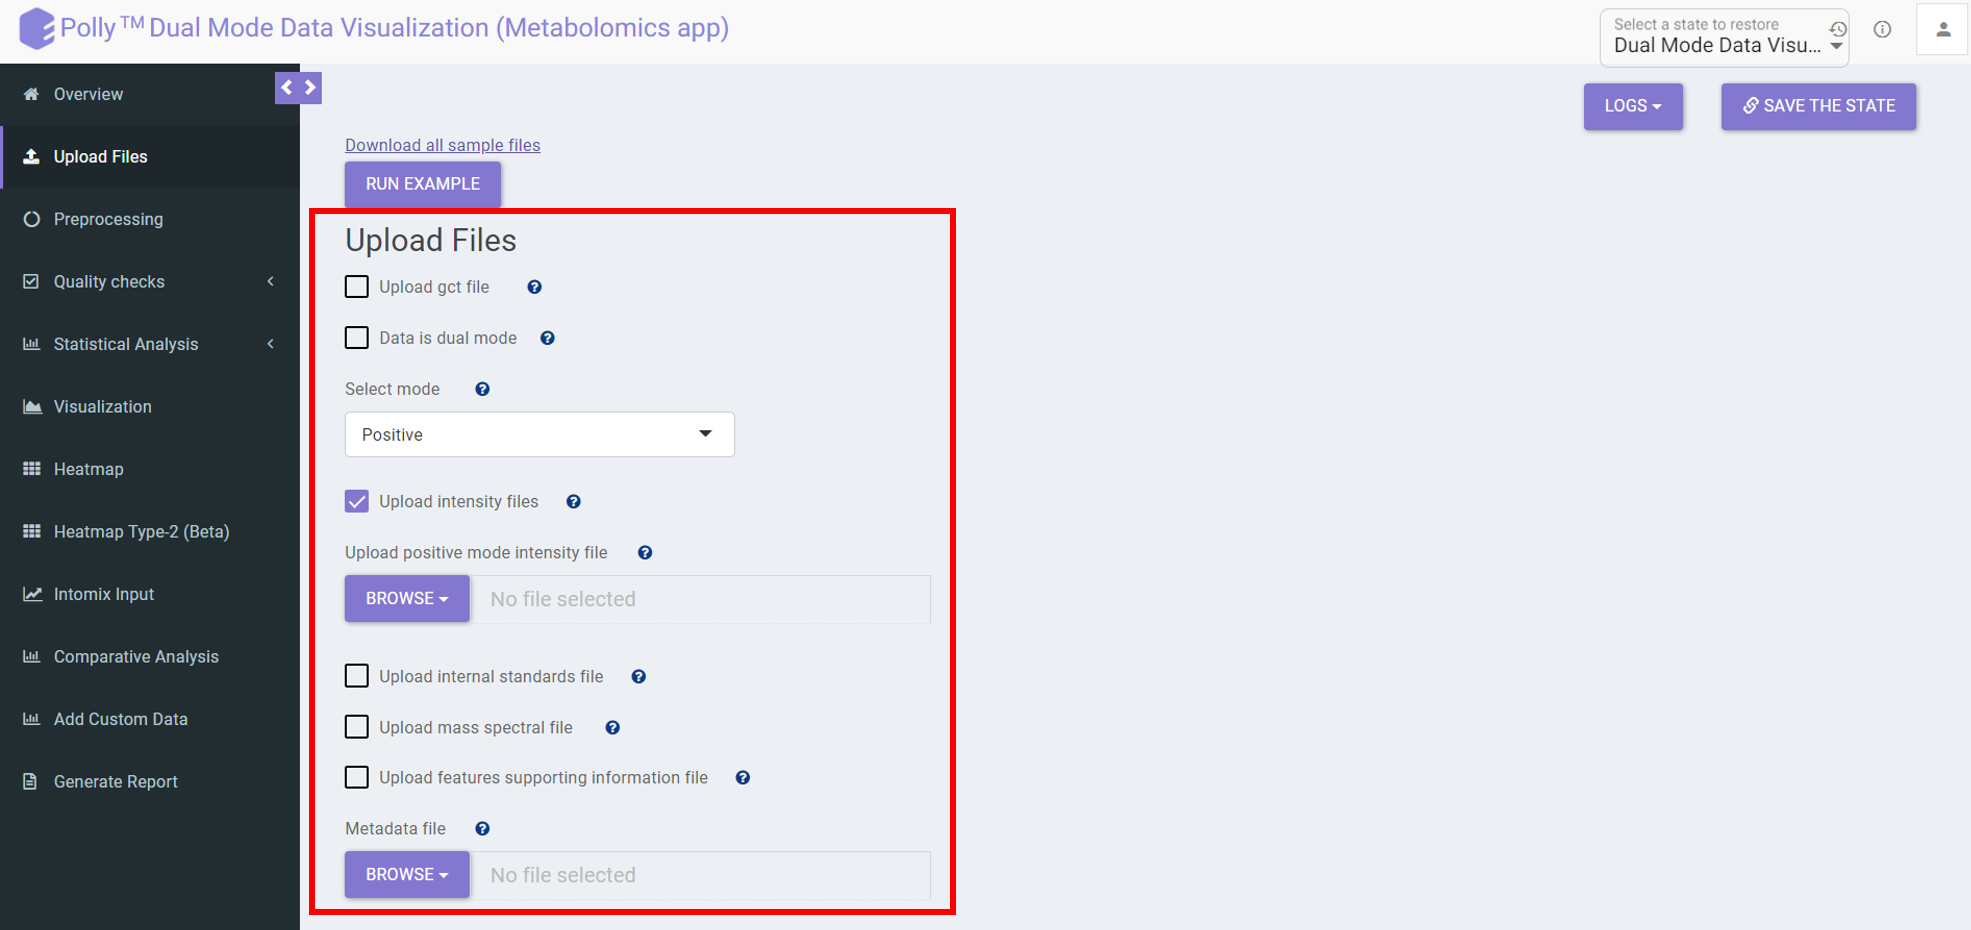 Polly™ Dual Mode Data Visualization (Metabolomics app)
Select a state to restore
Dual Mode Data Visu...
Overview
Upload Files
Preprocessing
Quality checks
Statistical Analysis
Visualization
Heatmap
Heatmap Type-2 (Beta)
Intomix Input
Comparative Analysis
Add Custom Data
Generate Report
LOGS
SAVE THE STATE
Download all sample files
RUN EXAMPLE
Upload Files
Upload gct file
Data is dual mode
Select mode
Positive
Upload intensity files
Upload positive mode intensity file
BROWSE No file selected
Upload internal standards file
Upload mass spectral file
Upload features supporting information file
Metadata file
BROWSE No file selected